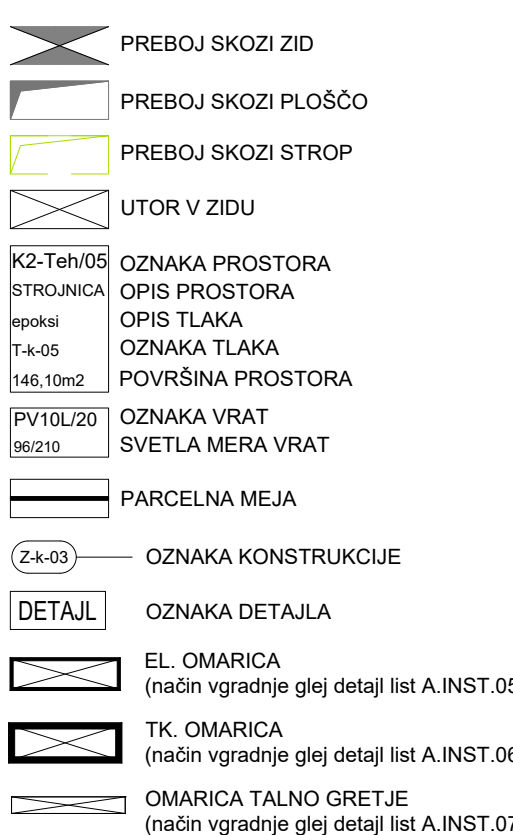 PREBOJ SKOZI ZID
PREBOJ SKOZI PLOŠČO
PREBOJ SKOZI STROP
UTOR V ZIDU
K2-Teh/05 OZNAKA PROSTORA
STROJNICA OPIS PROSTORA
epoksi OPIS TLAKA
T-k-05 OZNAKA TLAKA
146,10m2 POVRŠINA PROSTORA
PV10L/20 OZNAKA VRAT
96/210 SVETLA MERA VRAT
PARCELNA MEJA
Z-k-03 OZNAKA KONSTRUKCIJE
DETAJL OZNAKA DETAJLA
EL. OMARICA
(način vgradnje glej detajl list A.INST.05
TK. OMARICA
(način vgradnje glej detajl list A.INST.06
OMARICA TALNO GRETJE
(način vgradnje glej detajl list A.INST.07